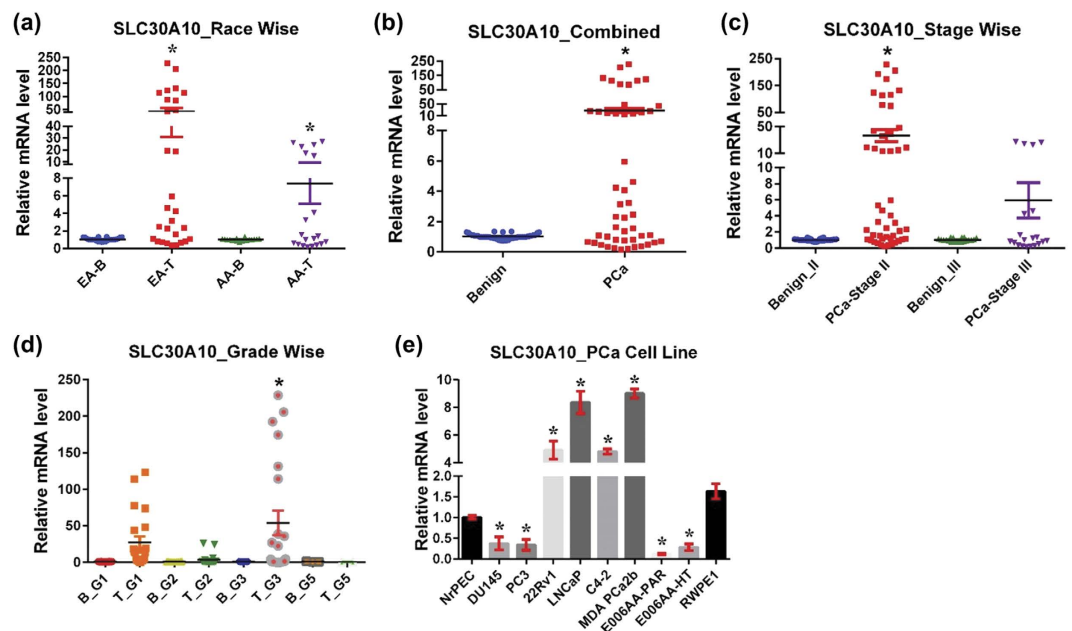 (a)
SLC30A10_Race Wise
Relative mRNA level
250
200
150
100
50
40
30
20
10
8
6
4
2
0
*
*
EA-B
EA-T
AA-B
AA-T
(b)
SLC30A10_Combined
Relative mRNA level
250
200
150
100
50
10
8
6
4
2
0
*
Benign
PCa
(c)
SLC30A10_Stage Wise
Relative mRNA level
250
150
50
50
10
10
8
6
4
2
0
*
Benign_II
PCa-Stage II
Benign_III
PCa-Stage III
(d)
SLC30A10_Grade Wise
Relative mRNA level
250
200
150
100
50
0
*
B_G1
T_G1
B_G2
T_G2
B_G3
T_G3
B_G5
T_G5
(e)
SLC30A10_PCa Cell Line
Relative mRNA level
10
8
6
4
2.0
1.5
1.0
0.5
0.0
*
*
*
*
*
*
*
*
NrPEC
DU145
PC3
22Rv1
LNCaP
C4-2
MDA PCa2b
E006AA-PAR
E006AA-HT
RWPE1